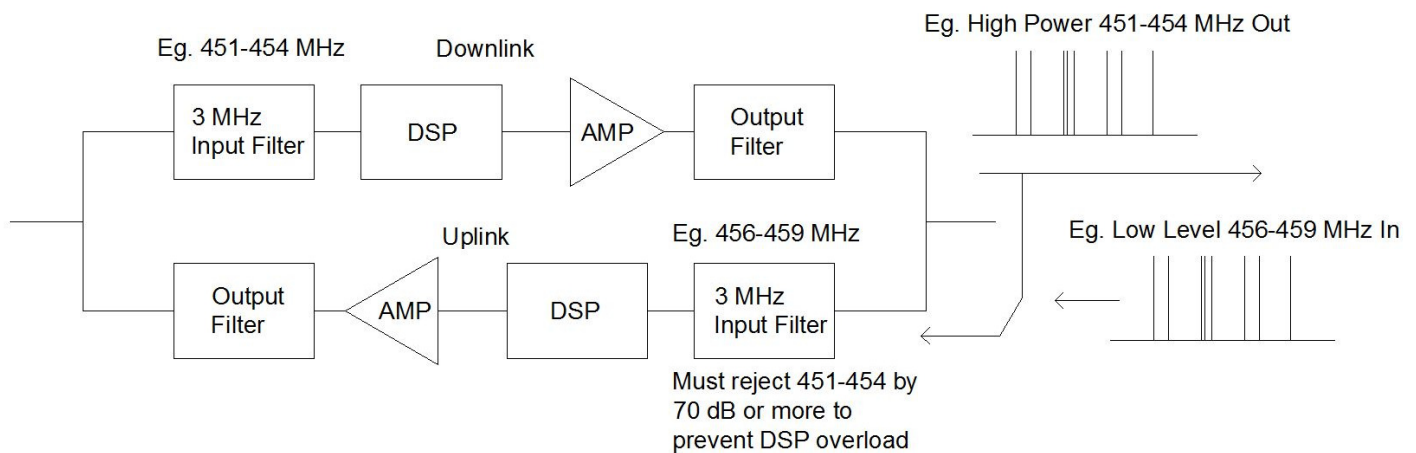 Eg. High Power 451-454 MHz Out
Eg. 451-454 MHz
Downlink
3 MHz
Input Filter
DSP
AMP
Output
Filter
Uplink
Eg. 456-459 MHz
Eg. Low Level 456-459 MHz In
Output
Filter
AMP
DSP
3 MHz
Input Filter
Must reject 451-454 by
70 dB or more to
prevent DSP overload